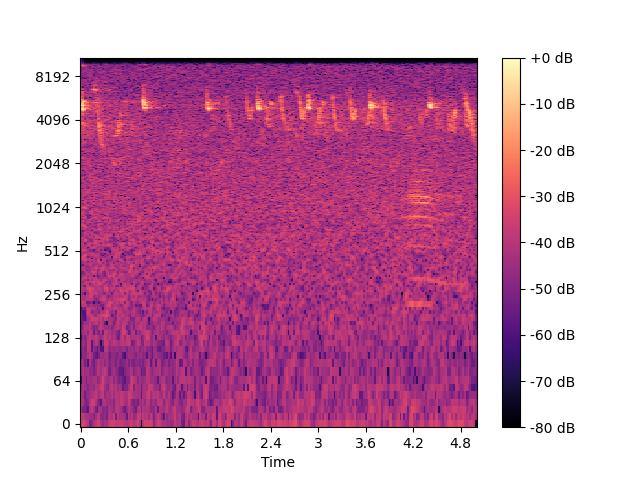 8192
4096
2048
1024
512
256
128
64
0
Hz
0 0.6 1.2 1.8 2.4 3 3.6 4.2 4.8
Time
+0 dB
-10 dB
-20 dB
-30 dB
-40 dB
-50 dB
-60 dB
-70 dB
-80 dB